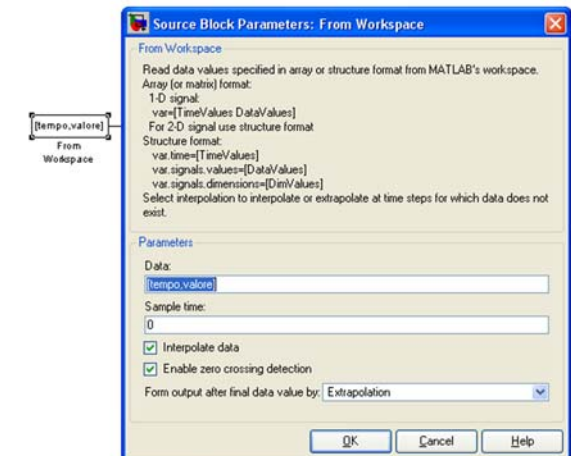 Source Block Parameters: From Workspace
From Workspace
Read data values specified in array or structure format from MATLAB's workspace.
Array (or matrix) format:
1-D signal:
var=[TimeValues DataValues]
For 2-D signal use structure format
Structure format:
var.time=[TimeValues]
var.signals.values=[DataValues]
var.signals.dimensions=[DimValues]
Select interpolation to interpolate or extrapolate at time steps for which data does not
exist.
[tempo,valore]
From
Workspace
Parameters
Data:
[tempo,valore]
Sample time:
0
Interpolate data
Enable zero crossing detection
Form output after final data value by: Extrapolation
OK Cancel Help